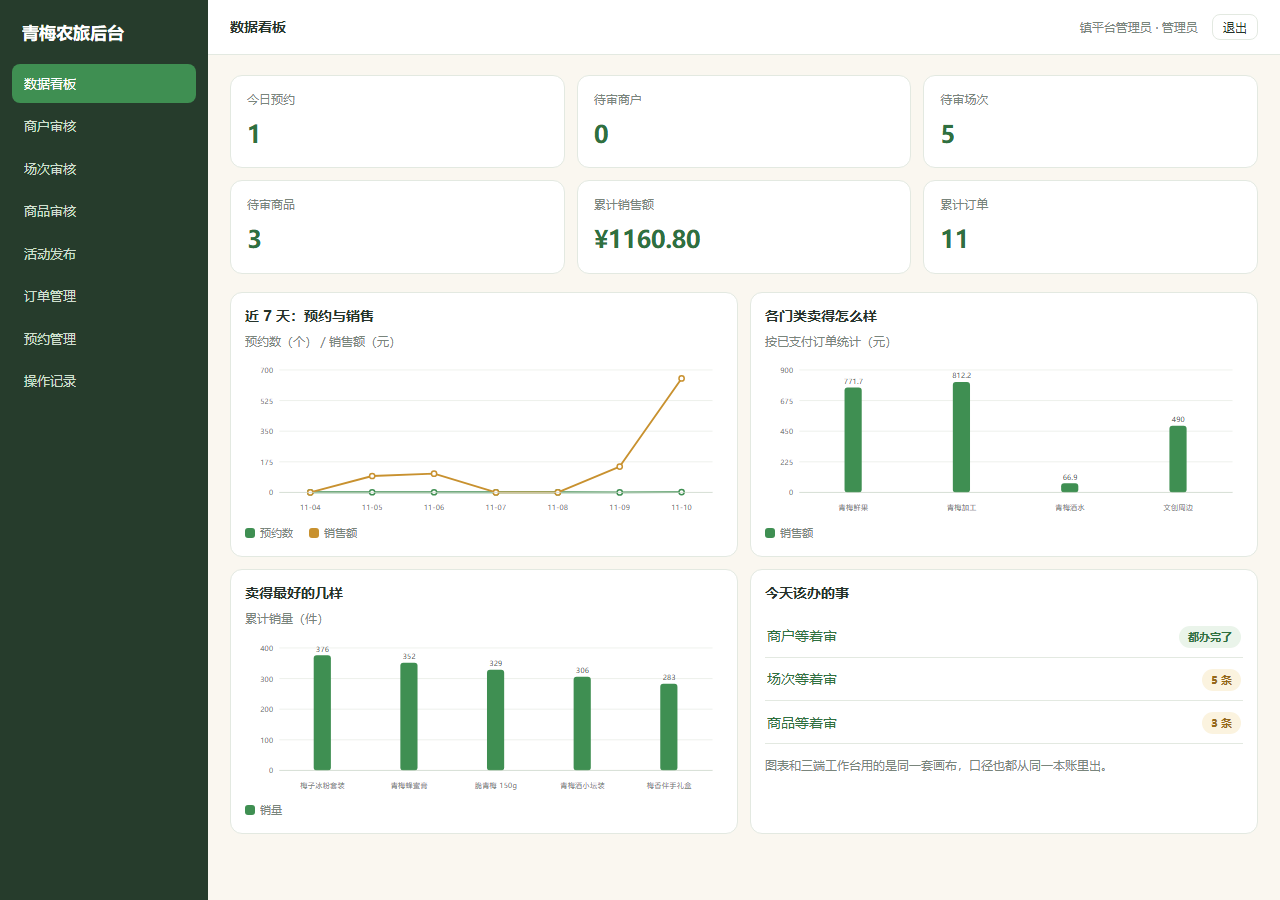 青梅农旅后台
数据看板
商户审核
场次审核
商品审核
活动发布
订单管理
预约管理
操作记录
数据看板
镇平台管理员 · 管理员
退出
今日预约
1
待审商户
0
待审场次
5
待审商品
3
累计销售额
¥1160.80
累计订单
11
近 7 天：预约与销售
预约数（个） / 销售额（元）
700
525
350
175
0
11-04 11-05 11-06 11-07 11-08 11-09 11-10
预约数 销售额
各门类卖得怎么样
按已支付订单统计（元）
900
675
450
225
0
771.7 812.2 66.9 490
青梅鲜果 青梅加工 青梅酒水 文创周边
销售额
卖得最好的几样
累计销量（件）
400
300
200
100
0
376 352 329 306 283
梅子冰粉套装 青梅蜂蜜膏 脆青梅 150g 青梅酒小坛装 梅香伴手礼盒
销量
今天该办的事
商户等着审 都办完了
场次等着审 5 条
商品等着审 3 条
图表和三端工作台用的是同一套画布，口径也都从同一本账里出。